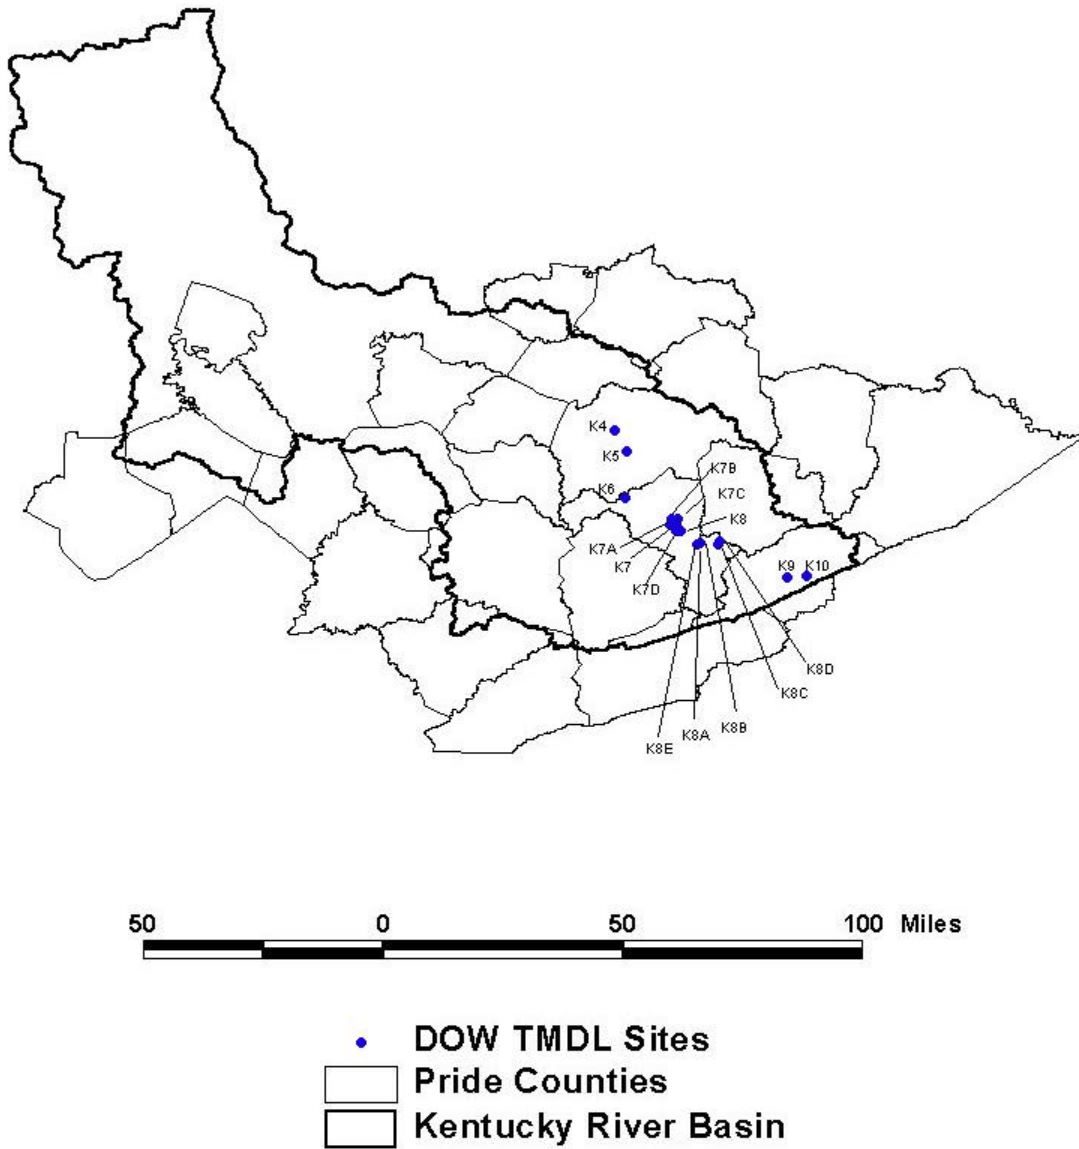 K4
K5
K7B
K6
K7C
K8
K7A
K7
K9 K10
K7D
K8D
K8C
K8B
K8A
K8E
50 0 50 100 Miles
DOW TMDL Sites
Pride Counties
Kentucky River Basin